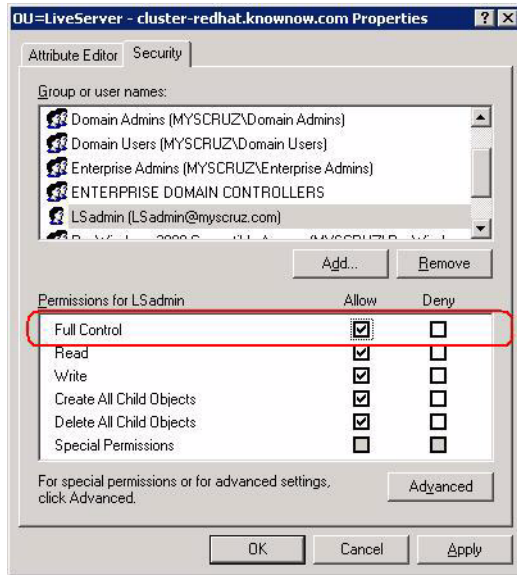 OU=LiveServer - cluster-redhat.knownow.com Properties
Attribute Editor Security
Group or user names:
Domain Admins (MYSCRUZ\Domain Admins)
Domain Users (MYSCRUZ\Domain Users)
Enterprise Admins (MYSCRUZ\Enterprise Admins)
ENTERPRISE DOMAIN CONTROLLERS
LSadmin (LSadmin@myscruz.com)
Add... Remove
Permissions for LSadmin Allow Deny
Full Control
Read
Write
Create All Child Objects
Delete All Child Objects
Special Permissions
For special permissions or for advanced settings,
click Advanced.
Advanced
OK Cancel Apply